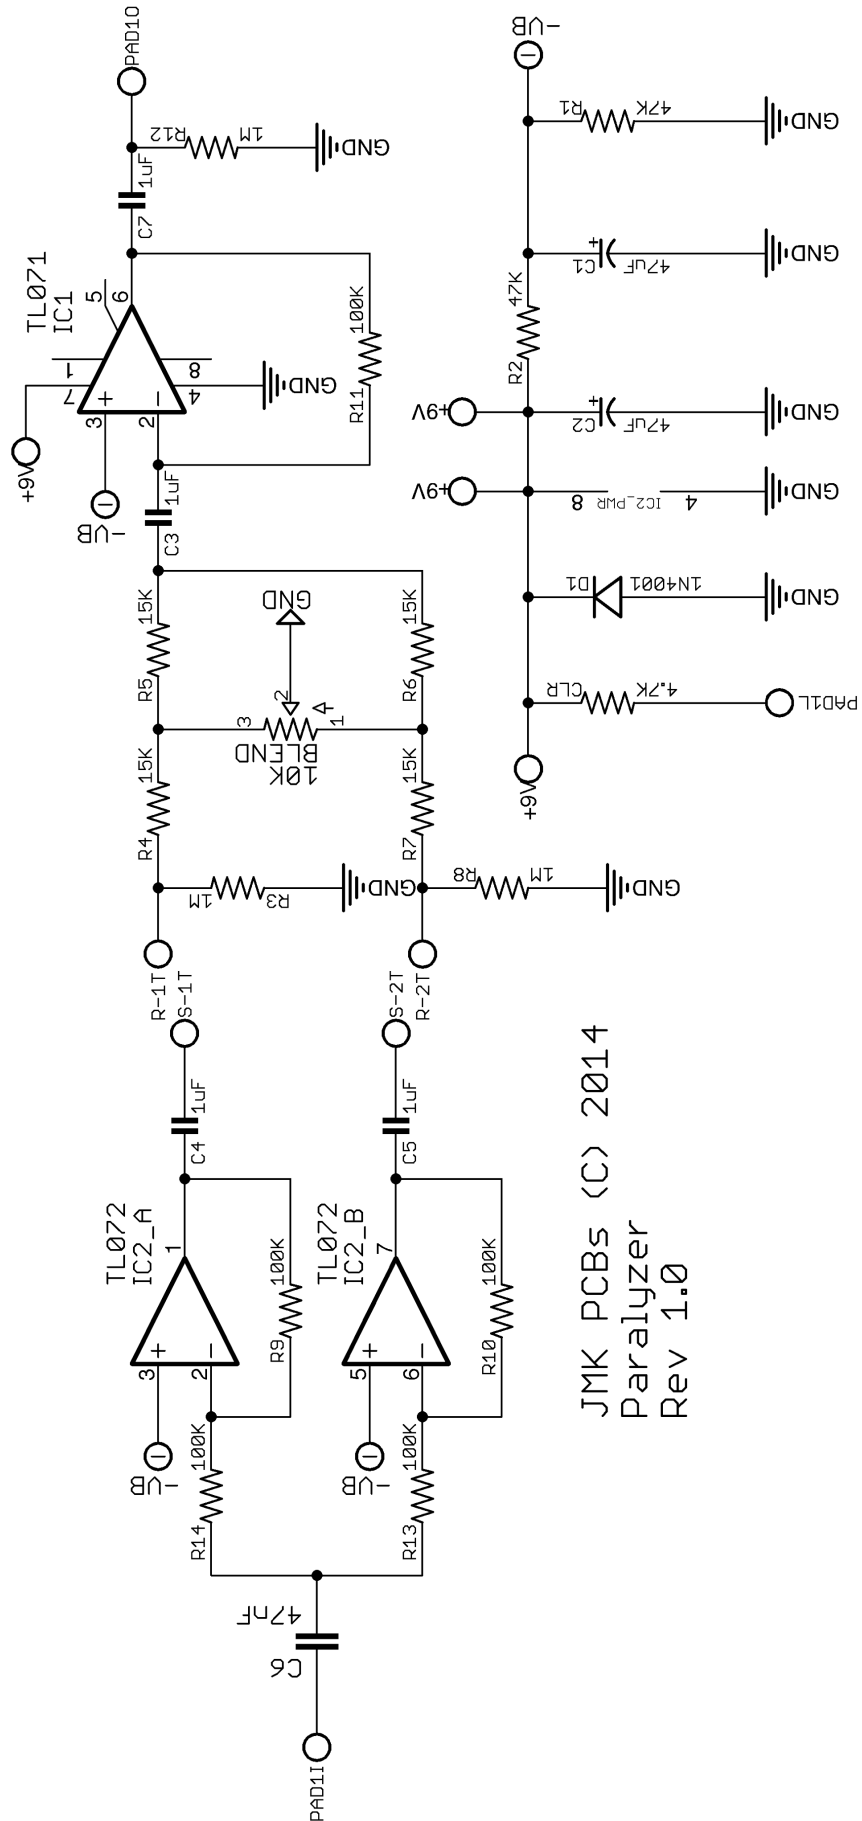 PAD1O
C7
1uF
R12
1M
GND
TL071
IC1
5
6
1
7
3
2
8
4
+9V
-VB
GND
R11
100K
C3
1uF
R5
15K
GND
2
3
1
10K
BLEND
R6
15K
R4
15K
R7
15K
R3
1M
GND
R8
1M
GND
R-1T
S-1T
S-2T
R-2T
C4
1uF
C5
1uF
TL072
IC2_A
1
3
2
-VB
R9
100K
R14
100K
TL072
IC2_B
7
5
6
-VB
R10
100K
R13
100K
47nF
C6
PAD1I
-VB
R1
47K
GND
C1
+
47uF
GND
R2
47K
+9V
C2
+
47uF
GND
+9V
8
IC2_PWR
4
GND
D1
1N4001
GND
CLR
4.7K
PAD1L
+9V
JMK PCBs (C) 2014
Paralyzer
Rev 1.0